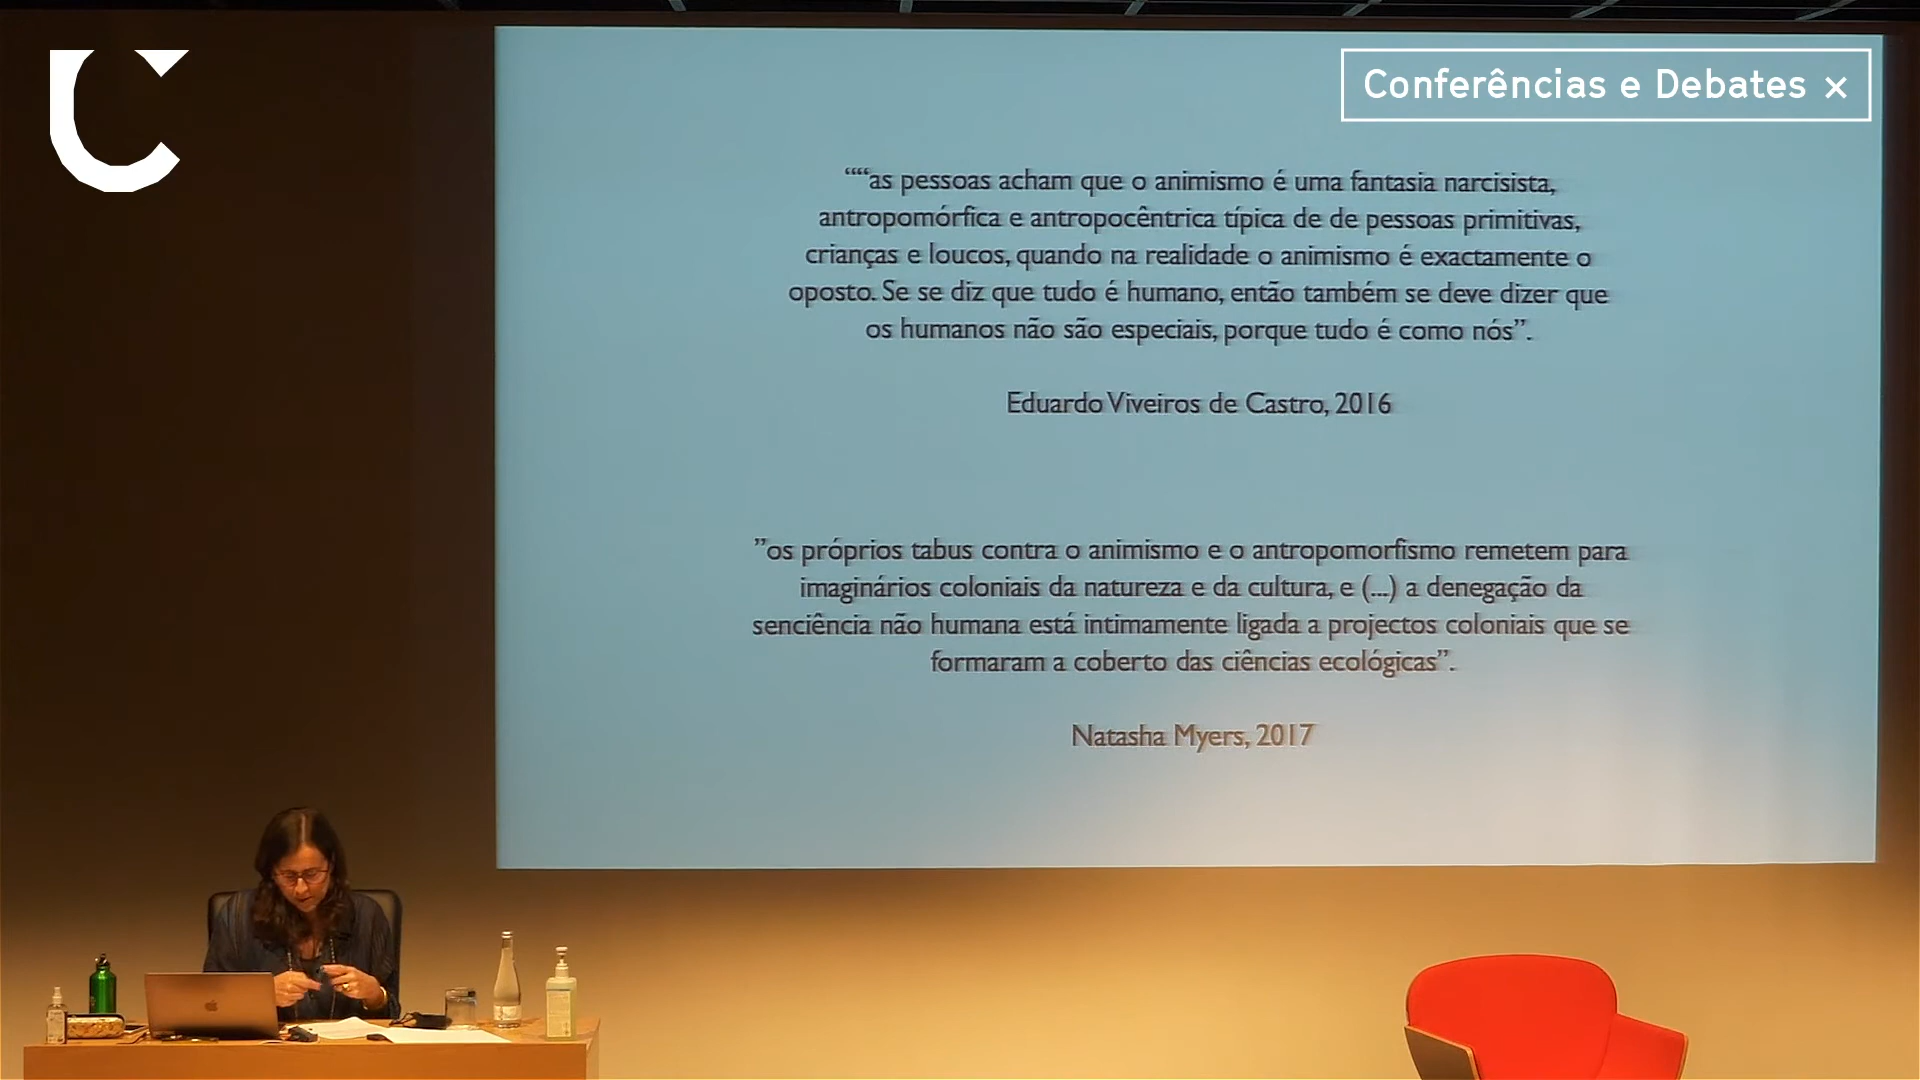 Conferências e Debates ×
““as pessoas acham que o animismo é uma fantasia narcisista,
antropomórfica e antropocêntrica típica de de pessoas primitivas,
crianças e loucos, quando na realidade o animismo é exactamente o
oposto. Se se diz que tudo é humano, então também se deve dizer que
os humanos não são especiais, porque tudo é como nós”.
Eduardo Viveiros de Castro, 2016
”os próprios tabus contra o animismo e o antropomorfismo remetem para
imaginários coloniais da natureza e da cultura, e (...) a denegação da
senciência não humana está intimamente ligada a projectos coloniais que se
formaram a coberto das ciências ecológicas”.
Natasha Myers, 2017